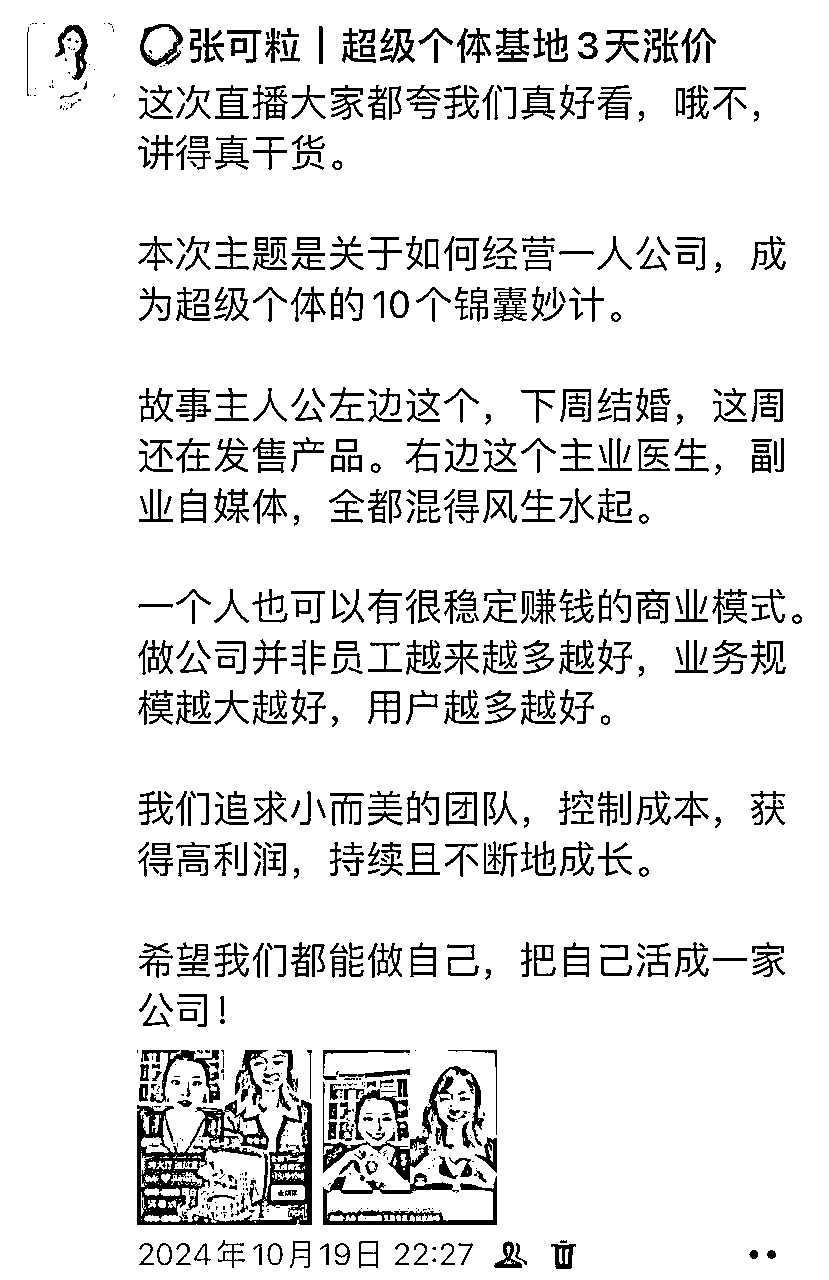 张可粒｜超级个体基地3天涨价
这次直播大家都夸我们真好看，哦不，
讲得真干货。
本次主题是关于如何经营一人公司，成
为超级个体的10个锦囊妙计。
故事主人公左边这个，下周结婚，这周
还在发售产品。右边这个主业医生，副
业自媒体，全都混得风生水起。
一个人也可以有很稳定赚钱的商业模式。
做公司并非员工越来越多越好，业务规
模越大越好，用户越多越好。
我们追求小而美的团队，控制成本，获
得高利润，持续且不断地成长。
希望我们都能做自己，把自己活成一家
公司！
2024年10月19日 22:27